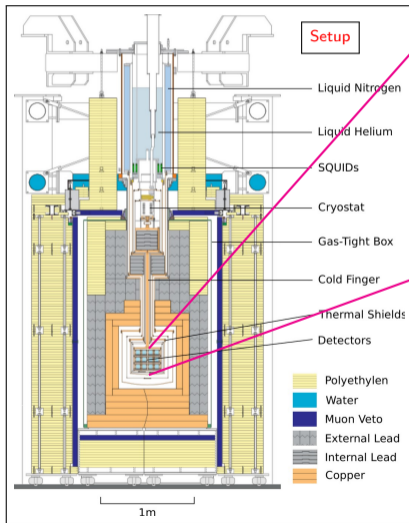 Setup
Liquid Nitrogen
Liquid Helium
SQUIDs
Cryostat
Gas-Tight Box
Cold Finger
Thermal Shields
Detectors
Polyethylen
Water
Muon Veto
External Lead
Internal Lead
Copper
1m